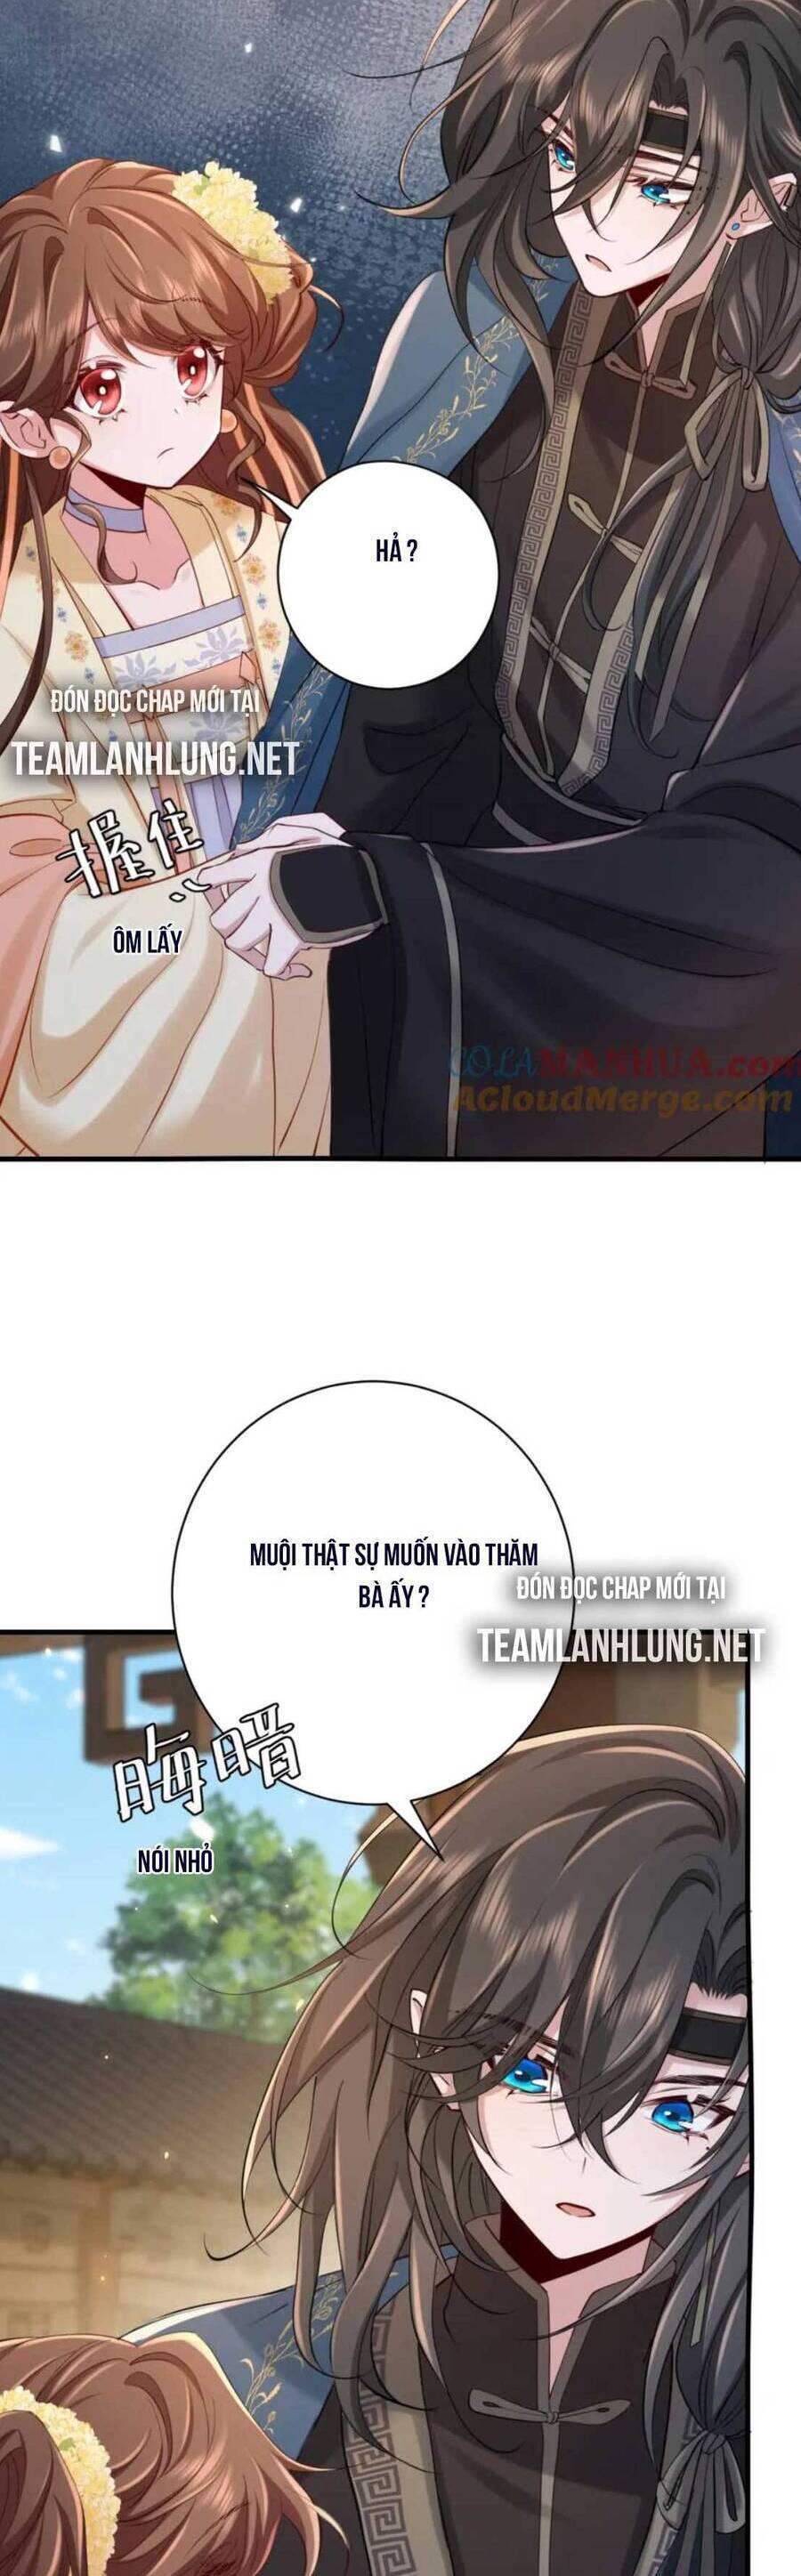 HẢ ?
ĐÓN ĐỌC CHAP MỚI TẠI
TEAMLANHLUNG.NET
握住
ÔM LẤY
COLAMANHUA.com
ACloudMerge.com
MUỘI THẬT SỰ MUỐN VÀO THĂM
BÀ ẤY ?
ĐÓN ĐỌC CHAP MỚI TẠI
TEAMLANHLUNG.NET
晦暗
NÓI NHỎ